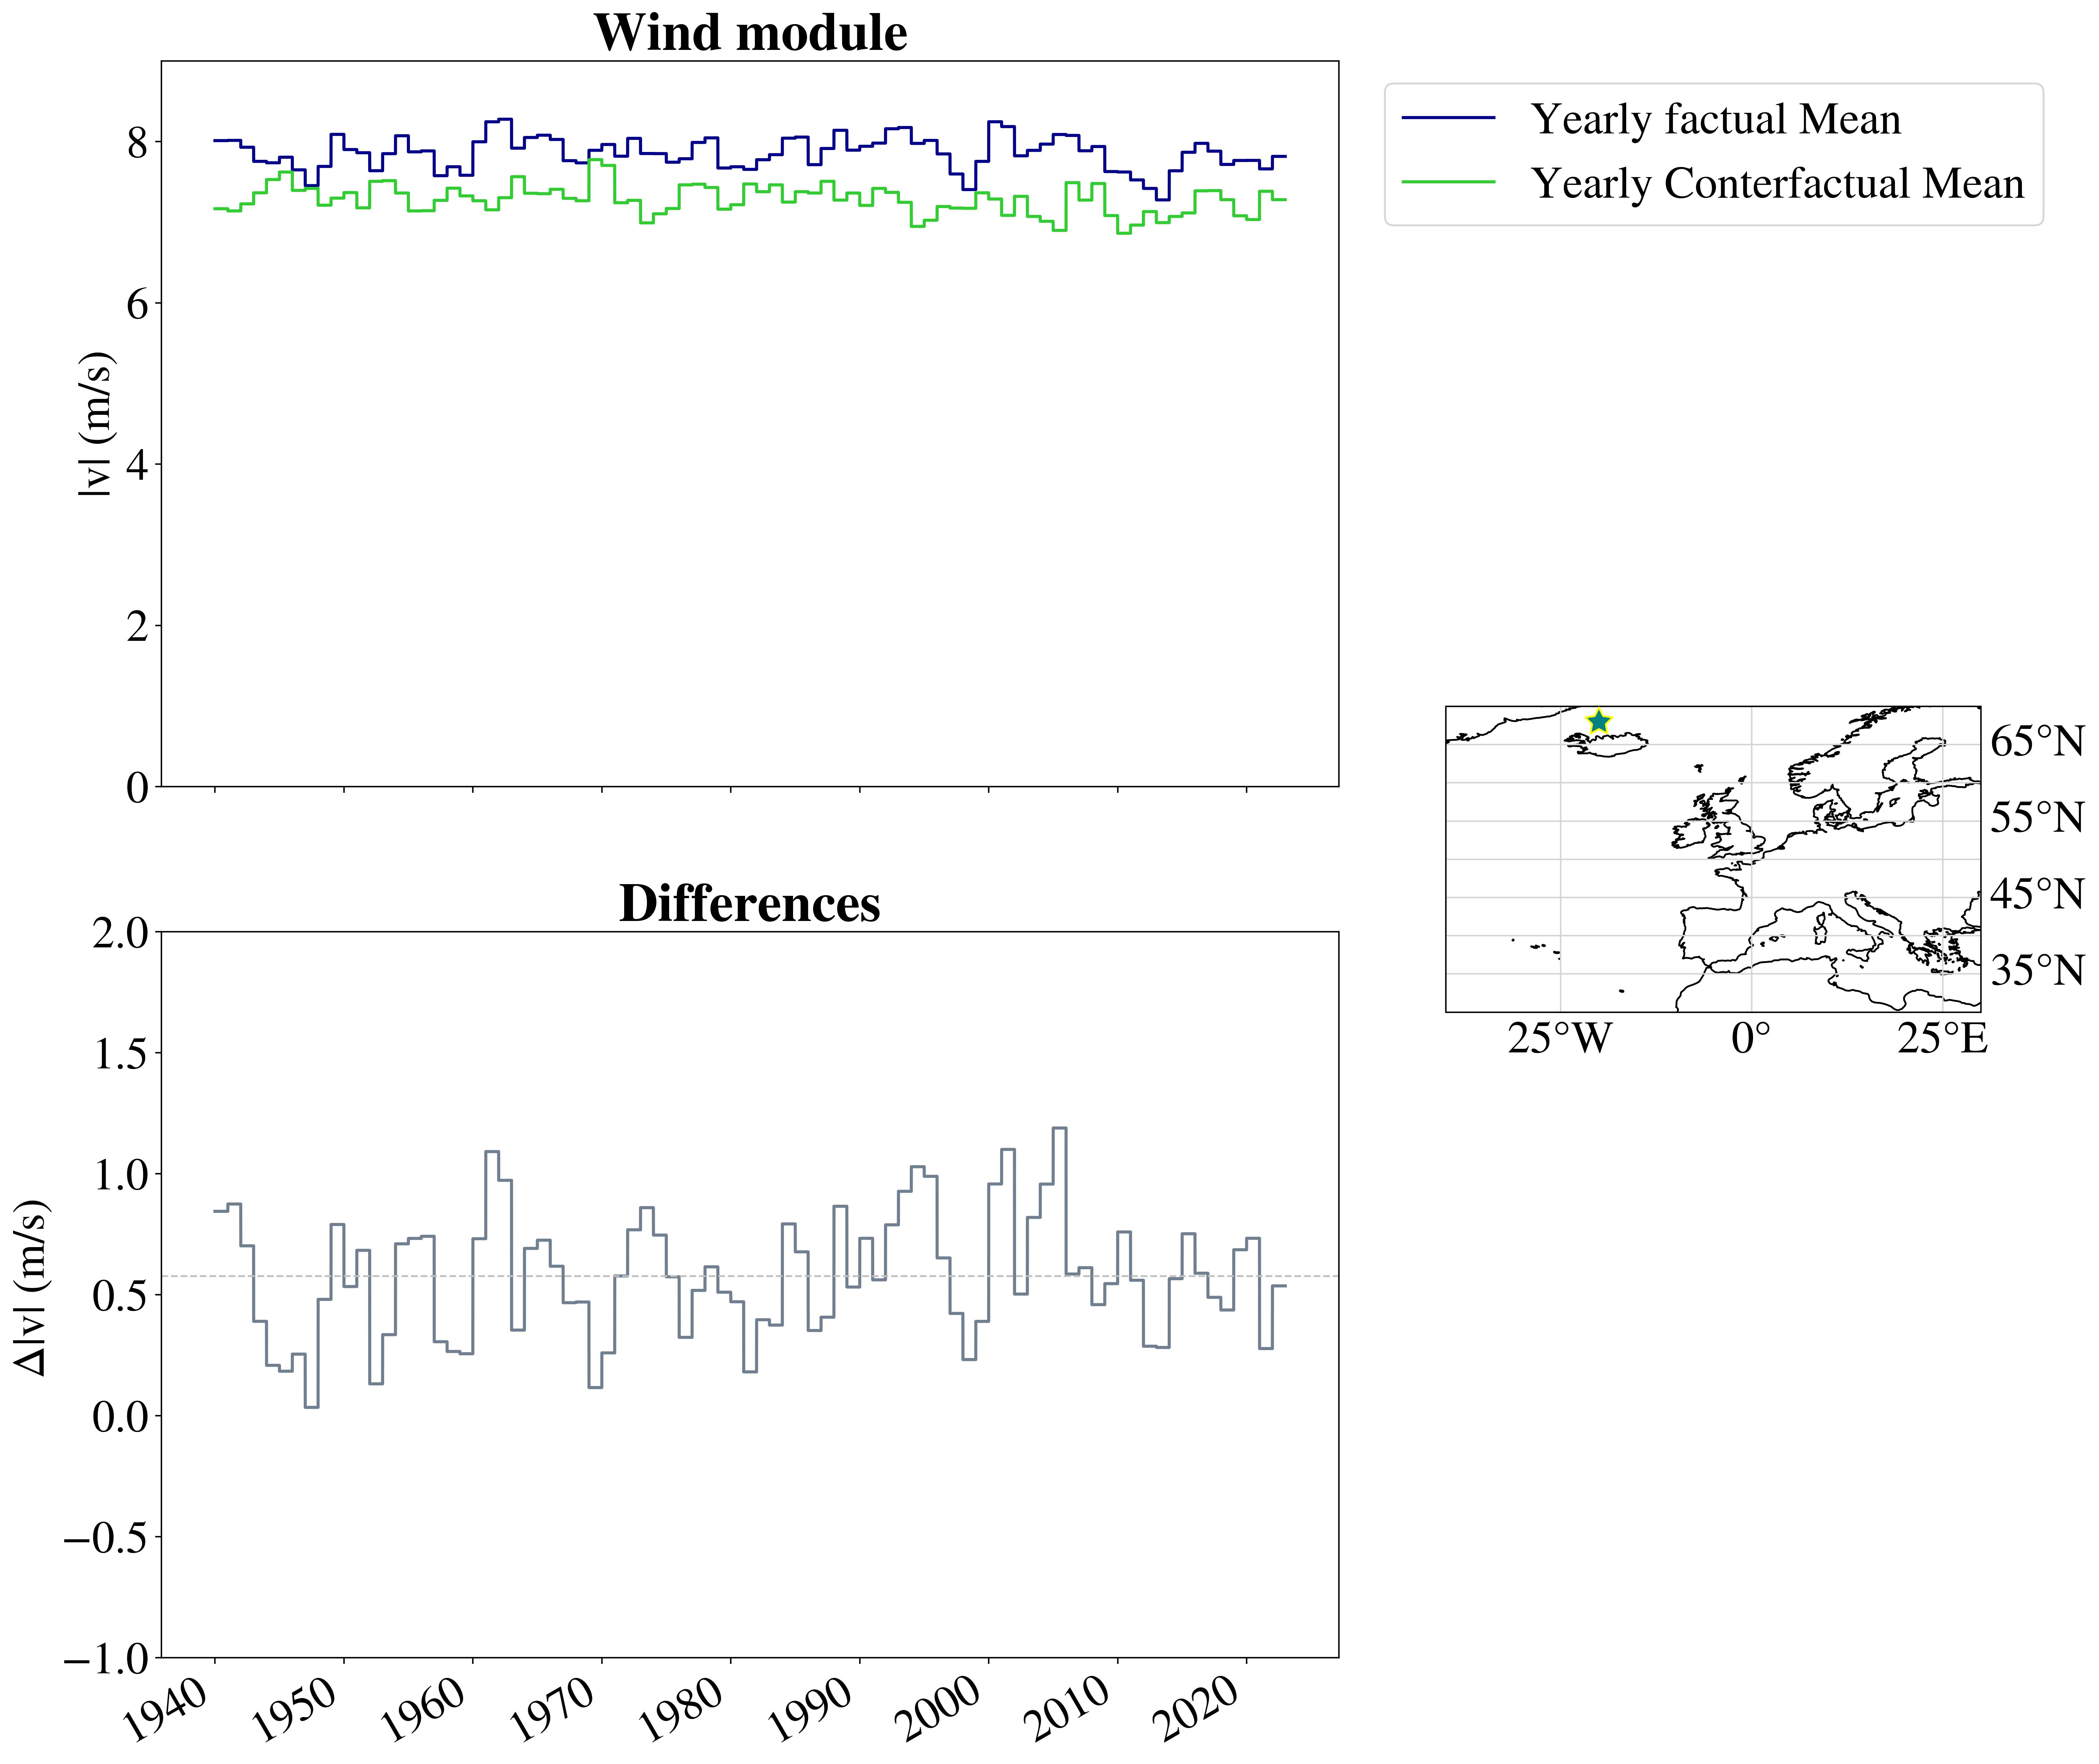 Wind module
8
6
4
2
0
|v| (m/s)
Yearly factual Mean
Yearly Conterfactual Mean
65°N
55°N
45°N
35°N
25°W 0° 25°E
Differences
2.0
1.5
1.0
0.5
0.0
−0.5
−1.0
Δ|v| (m/s)
1940 1950 1960 1970 1980 1990 2000 2010 2020